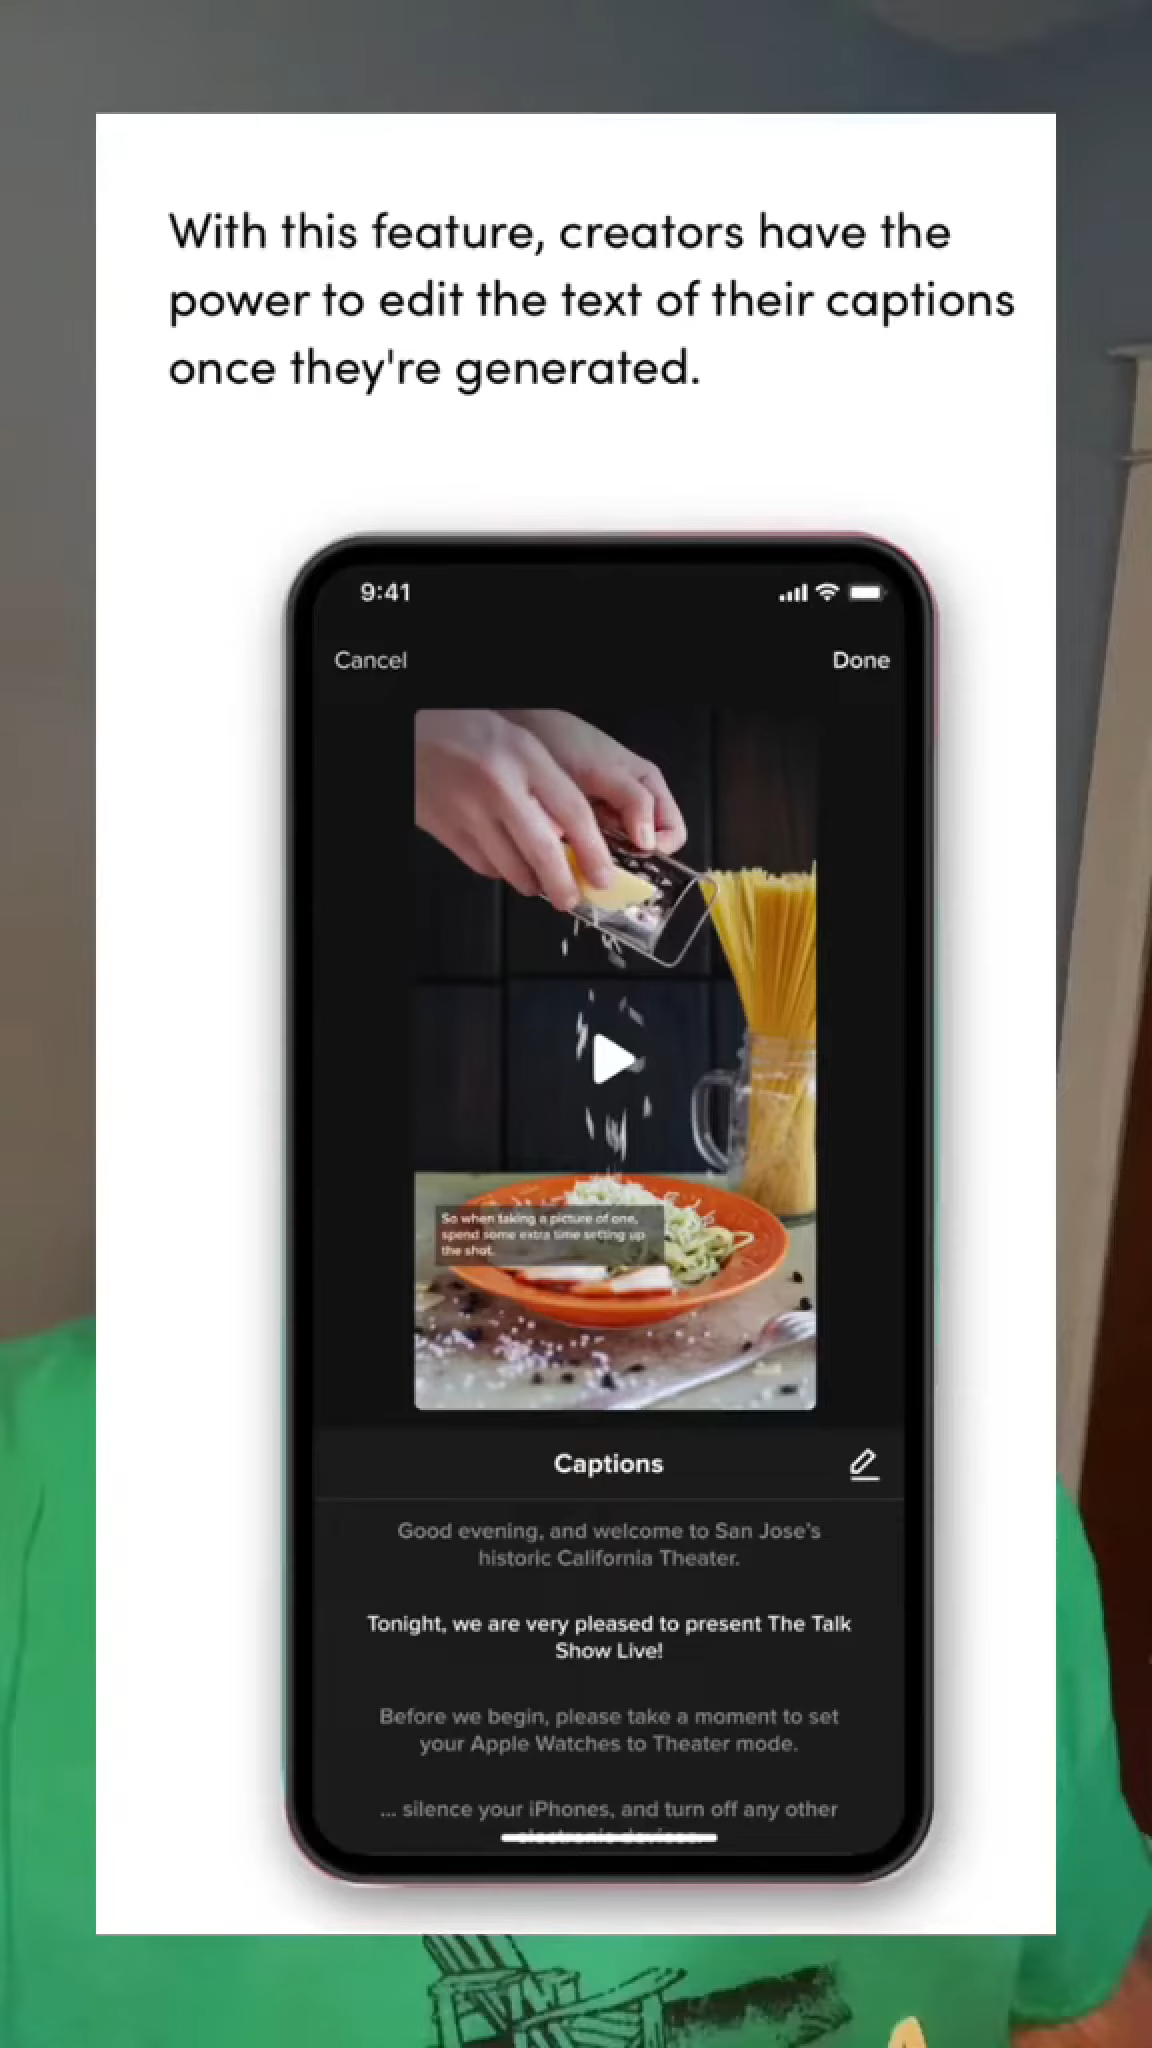 With this feature, creators have the
power to edit the text of their captions
once they're generated.
9:41
Cancel
Done
So when taking a picture of one,
spend some extra time setting up
the shot.
Captions
Good evening, and welcome to San Jose's
historic California Theater.
Tonight, we are very pleased to present The Talk
Show Live!
Before we begin, please take a moment to set
your Apple Watches to Theater mode.
... silence your iPhones, and turn off any other
electronic devices.